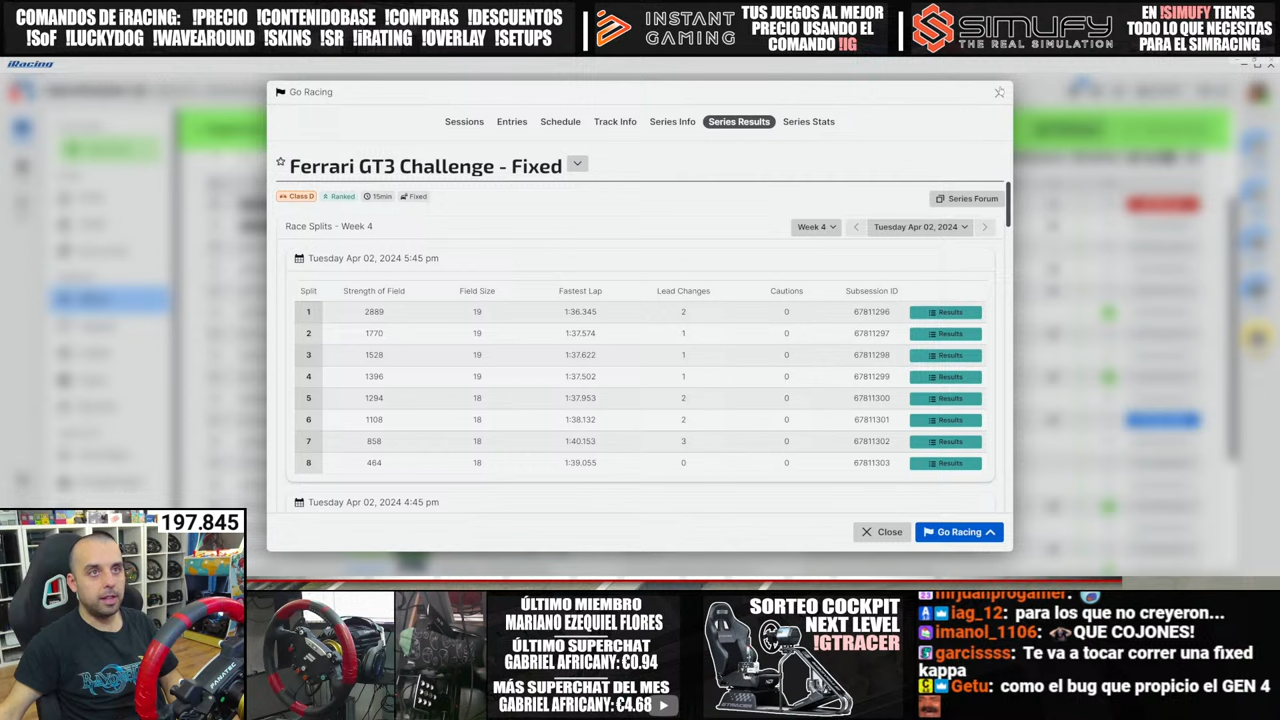 COMANDOS DE iRACING: !PRECIO !CONTENIDOBASE !COMPRAS !DESCUENTOS
!SoF !LUCKYDOG !WAVEAROUND !SKINS !SR !iRATING !OVERLAY !SETUPS
INSTANT
GAMING
TUS JUEGOS AL MEJOR
PRECIO USANDO EL
COMANDO !IG
SIMUFY
THE REAL SIMULATION
EN !SIMUFY TIENES
TODO LO QUE NECESITAS
PARA EL SIMRACING
iRacing
Go Racing
Sessions Entries Schedule Track Info Series Info Series Results Series Stats
Ferrari GT3 Challenge - Fixed
Class D Ranked 15min Fixed
Series Forum
Race Splits - Week 4 Week 4 Tuesday Apr 02, 2024
Tuesday Apr 02, 2024 5:45 pm
Split Strength of Field Field Size Fastest Lap Lead Changes Cautions Subsession ID
1 2889 19 1:36.345 2 0 67811296 Results
2 1770 19 1:37.574 1 0 67811297 Results
3 1528 19 1:37.622 1 0 67811298 Results
4 1396 19 1:37.502 1 0 67811299 Results
5 1294 18 1:37.953 2 0 67811300 Results
6 1108 18 1:38.132 2 0 67811301 Results
7 858 18 1:40.153 3 0 67811302 Results
8 464 18 1:39.055 0 0 67811303 Results
Tuesday Apr 02, 2024 4:45 pm
Close Go Racing
197.845
FANATEC
ÚLTIMO MIEMBRO
MARIANO EZEQUIEL FLORES
ÚLTIMO SUPERCHAT
GABRIEL AFRICANY: €0.94
MÁS SUPERCHAT DEL MES
GABRIEL AFRICANY: €4.68
SORTEO COCKPIT
NEXT LEVEL
!GTRACER
mrjuanprogamer:
iag_12: para los que no creyeron...
imanol_1106: QUE COJONES!
garcissss: Te va a tocar correr una fixed
kappa
Getu: como el bug que propicio el GEN 4